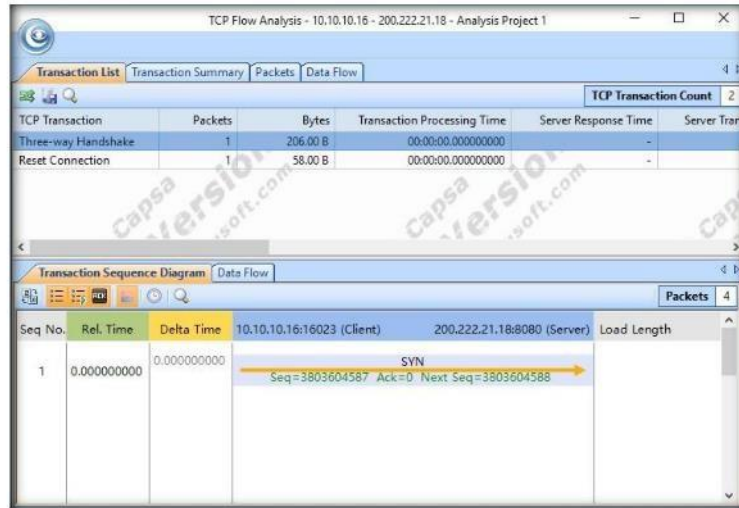 TCP Flow Analysis - 10.10.10.16 - 200.222.21.18 - Analysis Project 1
Transaction List Transaction Summary Packets Data Flow
TCP Transaction Count 2
TCP Transaction Packets Bytes Transaction Processing Time Server Response Time Server Tran
Three-way Handshake 1 206.00 B 00:00:00.000000000 -
Reset Connection 1 58.00 B 00:00:00.000000000 -
Transaction Sequence Diagram Data Flow
Packets 4
Seq No. Rel. Time Delta Time 10.10.10.16:16023 (Client) 200.222.21.18:8080 (Server) Load Length
1 0.000000000 0.000000000 SYN
Seq=3803604587 Ack=0 Next Seq=3803604588